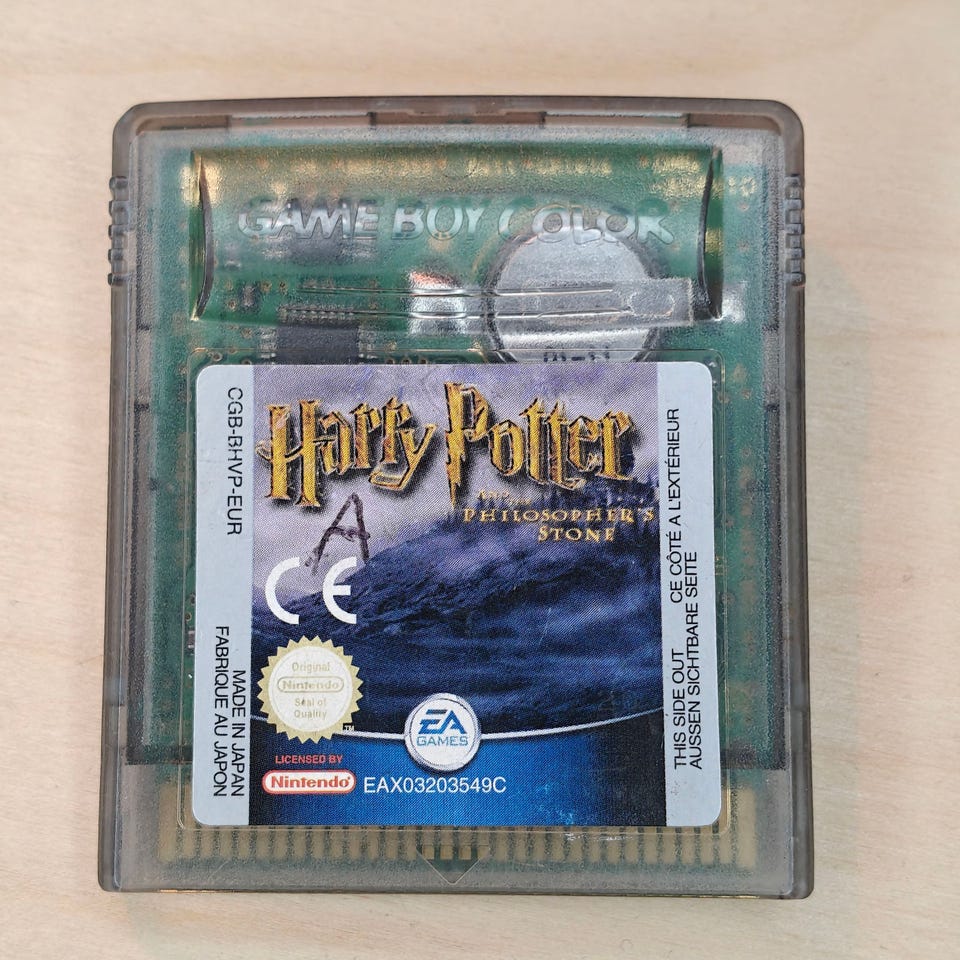 GAME BOY COLOR
CGB-BHVP-EUR
MADE IN JAPAN
FABRIQUE AU JAPON
Harry Potter
AND THE
PHILOSOPHER'S
STONE
A
CE
Original
Nintendo
Seal of
Quality
TM
EA
GAMES
LICENSED BY
Nintendo
EAX03203549C
THIS SIDE OUT CE CÔTÉ A L'EXTÉRIEUR
AUSSEN SICHTBARE SEITE